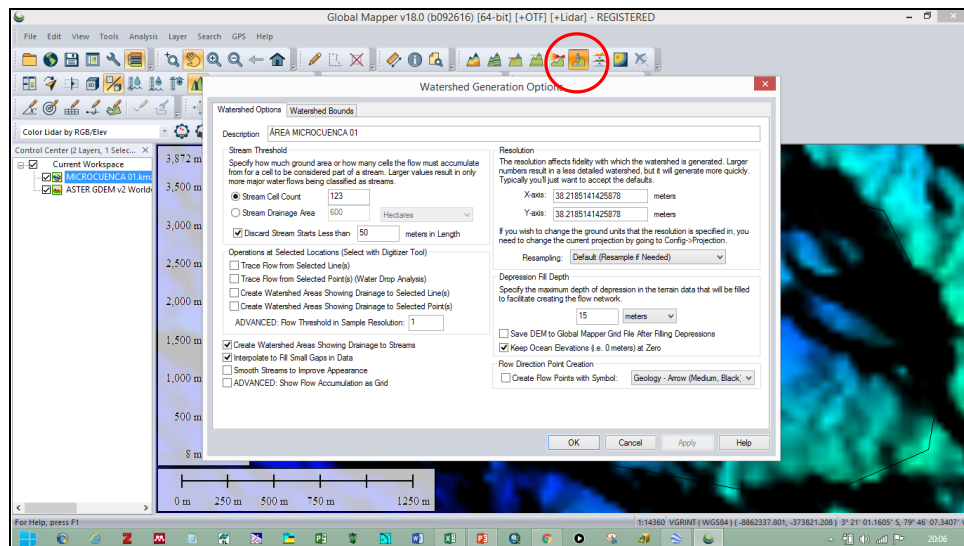 Global Mapper v18.0 (b092616) [64-bit] [+OTF] [+Lidar] - REGISTERED
File Edit View Tools Analysis Layer Search GPS Help
Color Lidar by RGB/Elev
Control Center (2 Layers, 1 Selec...
Current Workspace
MICROCUENCA 01.kmz
ASTER GDEM v2 Worldw
3,872 m
3,500 m
3,000 m
2,500 m
2,000 m
1,500 m
1,000 m
500 m
8 m
0 m 250 m 500 m 750 m 1250 m
Watershed Generation Options
Watershed Options Watershed Bounds
Description ÁREA MICROCUENCA 01
Stream Threshold
Specify how much ground area or how many cells the flow must accumulate
from for a cell to be considered part of a stream. Larger values result in only
more major water flows being classified as streams.
Stream Cell Count 123
Stream Drainage Area 600 Hectares
Discard Stream Starts Less than 50 meters in Length
Operations at Selected Locations (Select with Digitizer Tool)
Trace Flow from Selected Line(s)
Trace Flow from Selected Point(s) (Water Drop Analysis)
Create Watershed Areas Showing Drainage to Selected Line(s)
Create Watershed Areas Showing Drainage to Selected Point(s)
ADVANCED: Flow Threshold in Sample Resolution: 1
Create Watershed Areas Showing Drainage to Streams
Interpolate to Fill Small Gaps in Data
Smooth Streams to Improve Appearance
ADVANCED: Show Flow Accumulation as Grid
Resolution
The resolution affects fidelity with which the watershed is generated. Larger
numbers result in a less detailed watershed, but it will generate more quickly.
Typically you'll just want to accept the defaults.
X-axis: 38.2185141425878 meters
Y-axis: 38.2185141425878 meters
If you wish to change the ground units that the resolution is specified in, you
need to change the current projection by going to Config->Projection.
Resampling: Default (Resample if Needed)
Depression Fill Depth
Specify the maximum depth of depression in the terrain data that will be filled
to facilitate creating the flow network.
15 meters
Save DEM to Global Mapper Grid File After Filling Depressions
Keep Ocean Elevations (i.e. 0 meters) at Zero
Flow Direction Point Creation
Create Flow Points with Symbol: Geology - Arrow (Medium, Black)
OK Cancel Apply Help
For Help, press F1
1:14360 VGRINT (WGS84) (-8862337.801, -373821.208) 3° 21' 01.1605" S, 79° 46' 07.3407" W
20:06